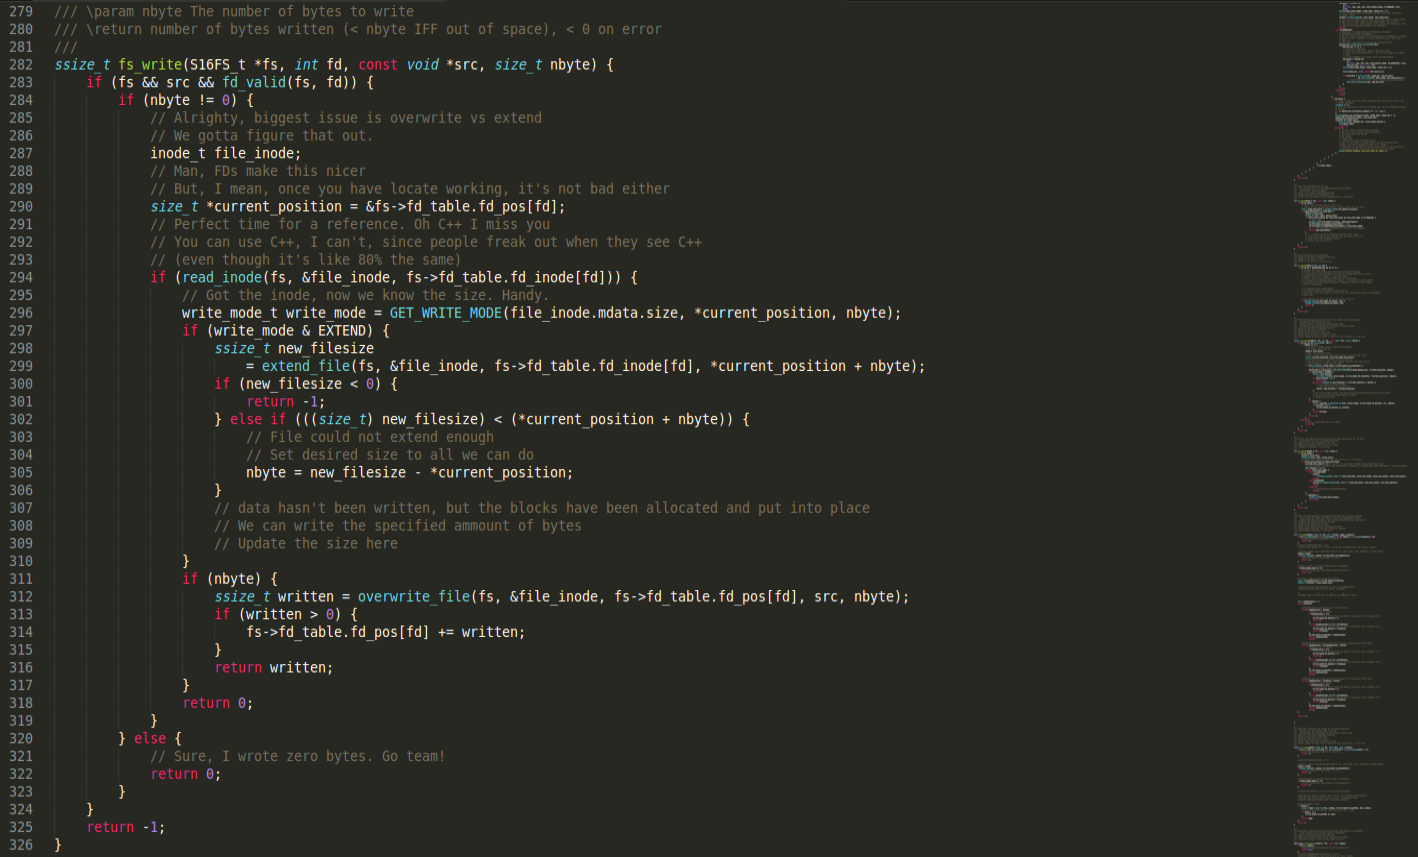 279 /// \param nbyte The number of bytes to write
280 /// \return number of bytes written (< nbyte IFF out of space), < 0 on error
281 ///
282 ssize_t fs_write(S16FS_t *fs, int fd, const void *src, size_t nbyte) {
283     if (fs && src && fd_valid(fs, fd)) {
284         if (nbyte != 0) {
285             // Alrighty, biggest issue is overwrite vs extend
286             // We gotta figure that out.
287             inode_t file_inode;
288             // Man, FDs make this nicer
289             // But, I mean, once you have locate working, it's not bad either
290             size_t *current_position = &fs->fd_table.fd_pos[fd];
291             // Perfect time for a reference. Oh C++ I miss you
292             // You can use C++, I can't, since people freak out when they see C++
293             // (even though it's like 80% the same)
294             if (read_inode(fs, &file_inode, fs->fd_table.fd_inode[fd])) {
295                 // Got the inode, now we know the size. Handy.
296                 write_mode_t write_mode = GET_WRITE_MODE(file_inode.mdata.size, *current_position, nbyte);
297                 if (write_mode & EXTEND) {
298                     ssize_t new_filesize
299                         = extend_file(fs, &file_inode, fs->fd_table.fd_inode[fd], *current_position + nbyte);
300                     if (new_filesize < 0) {
301                         return -1;
302                     } else if (((size_t) new_filesize) < (*current_position + nbyte)) {
303                         // File could not extend enough
304                         // Set desired size to all we can do
305                         nbyte = new_filesize - *current_position;
306                     }
307                     // data hasn't been written, but the blocks have been allocated and put into place
308                     // We can write the specified ammount of bytes
309                     // Update the size here
310                 }
311                 if (nbyte) {
312                     ssize_t written = overwrite_file(fs, &file_inode, fs->fd_table.fd_pos[fd], src, nbyte);
313                     if (written > 0) {
314                         fs->fd_table.fd_pos[fd] += written;
315                     }
316                     return written;
317                 }
318                 return 0;
319             }
320         } else {
321             // Sure, I wrote zero bytes. Go team!
322             return 0;
323         }
324     }
325     return -1;
326 }